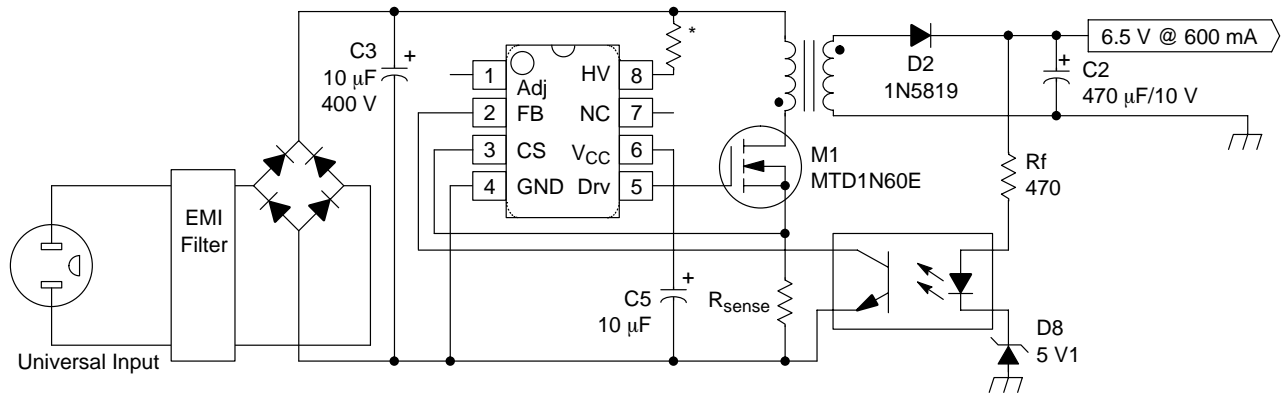 C3
10 μF
400 V
+
*
1
Adj
HV
8
2
FB
NC
7
3
CS
VCC
6
4
GND
Drv
5
M1
MTD1N60E
D2
1N5819
6.5 V @ 600 mA
+
C2
470 μF/10 V
Rf
470
EMI
Filter
Universal Input
+
C5
10 μF
Rsense
D8
5 V1